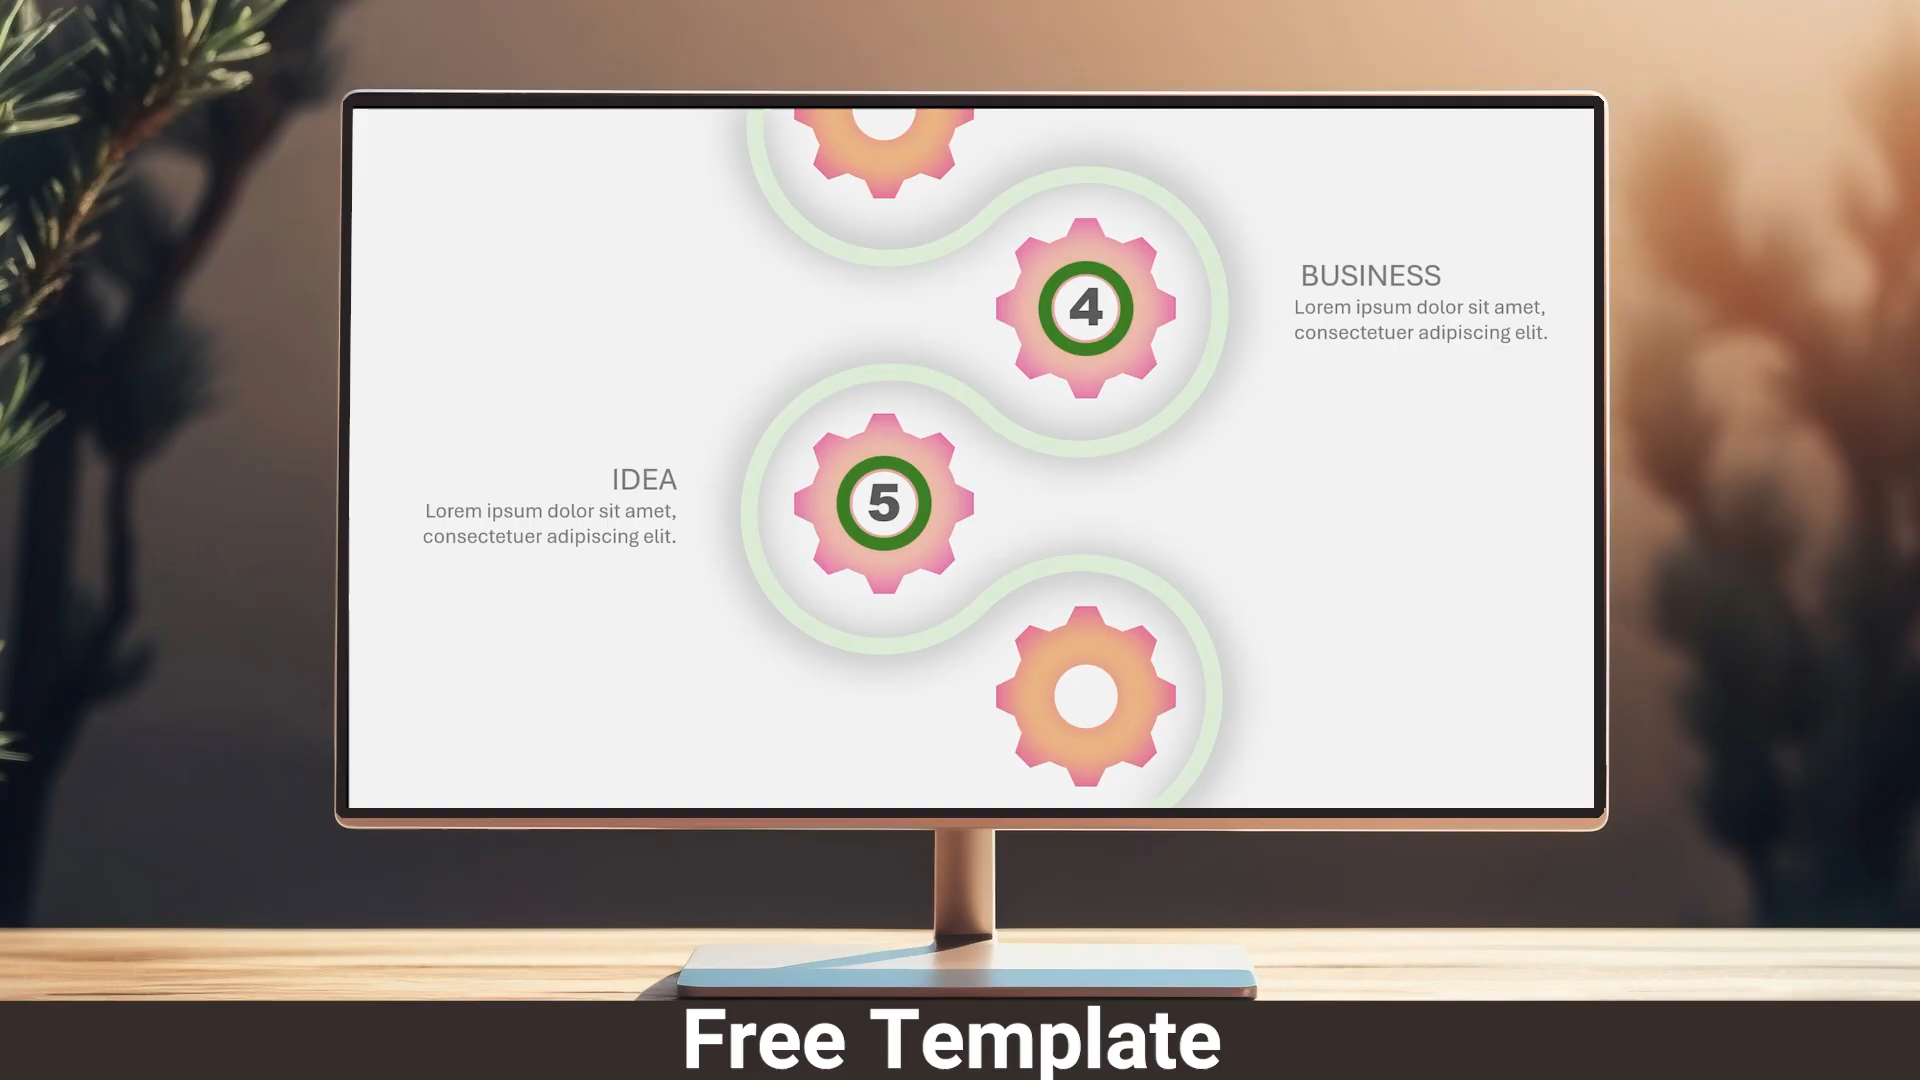 4
BUSINESS
Lorem ipsum dolor sit amet,
consectetuer adipiscing elit.
5
IDEA
Lorem ipsum dolor sit amet,
consectetuer adipiscing elit.
Free Template